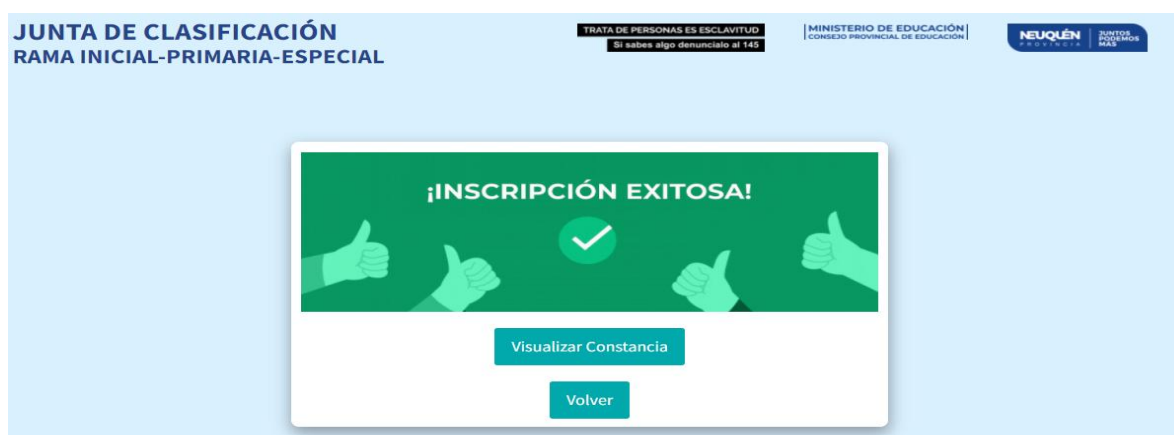 JUNTA DE CLASIFICACIÓN
RAMA INICIAL-PRIMARIA-ESPECIAL
TRATA DE PERSONAS ES ESCLAVITUD
Si sabes algo denuncialo al 145
MINISTERIO DE EDUCACIÓN
CONSEJO PROVINCIAL DE EDUCACIÓN
NEUQUÉN
PROVINCIA
JUNTOS
PODEMOS
MÁS
¡INSCRIPCIÓN EXITOSA!
Visualizar Constancia
Volver